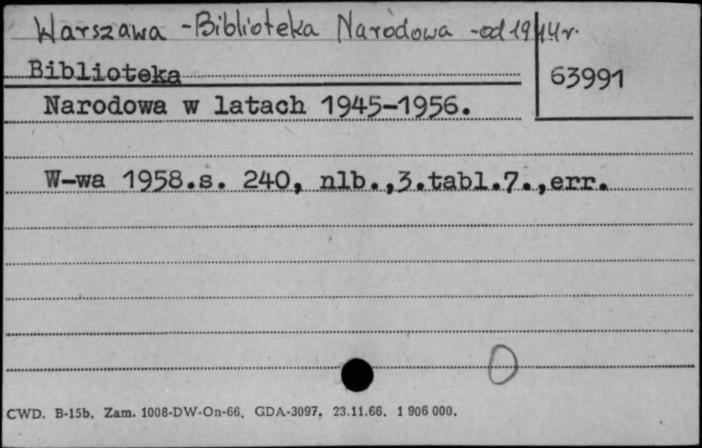 Warszawa - Biblioteka Narodowa - od 1944r.
Biblioteka
63991
Narodowa w latach 1945-1956.
W-wa 1958.s. 240, nlb.,3.tabl.7.,err.
O
CWD. B-15b. Zam. 1008-DW-On-66. GDA-3097. 23.11.66. 1 906 000.